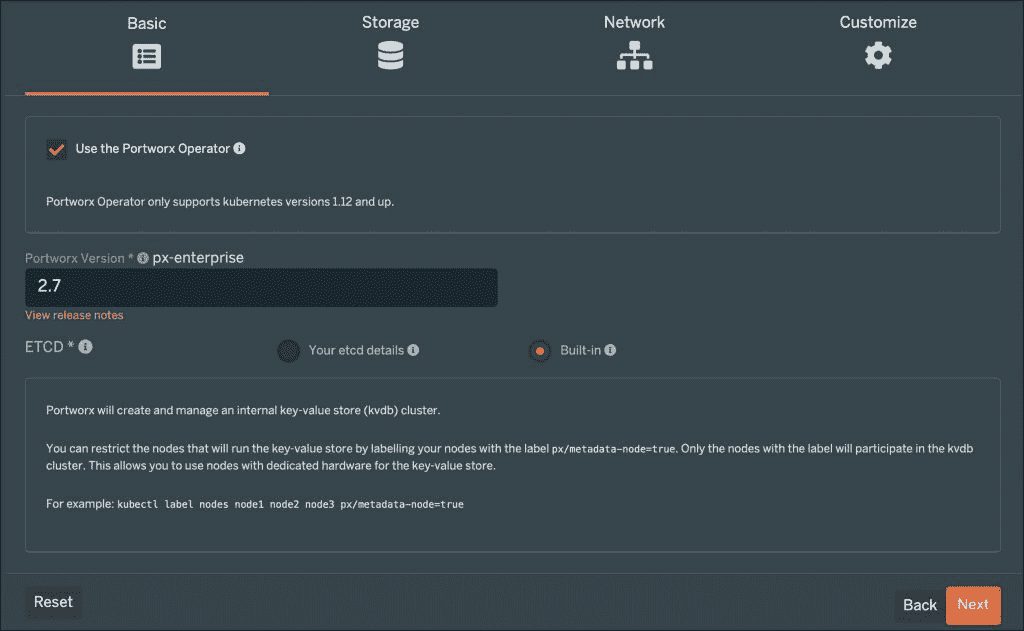 Basic
Storage
Network
Customize
Use the Portworx Operator
Portworx Operator only supports kubernetes versions 1.12 and up.
Portworx Version * px-enterprise
2.7
View release notes
ETCD *
Your etcd details
Built-in
Portworx will create and manage an internal key-value store (kvdb) cluster.
You can restrict the nodes that will run the key-value store by labelling your nodes with the label px/metadata-node=true. Only the nodes with the label will participate in the kvdb
cluster. This allows you to use nodes with dedicated hardware for the key-value store.
For example: kubectl label nodes node1 node2 node3 px/metadata-node=true
Reset
Back
Next